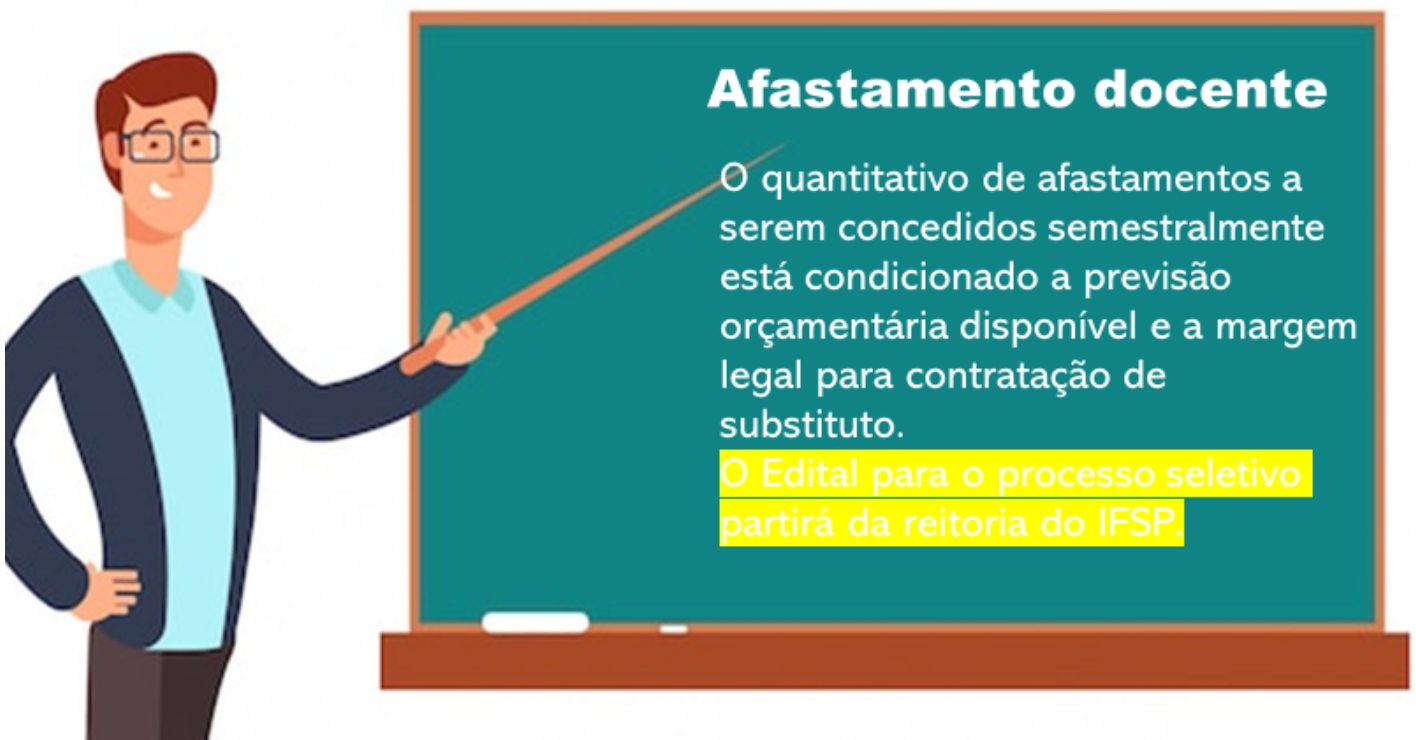 Afastamento docente
O quantitativo de afastamentos a
serem concedidos semestralmente
está condicionado a previsão
orçamentária disponível e a margem
legal para contratação de
substituto.
O Edital para o processo seletivo
partirá da reitoria do IFSP.